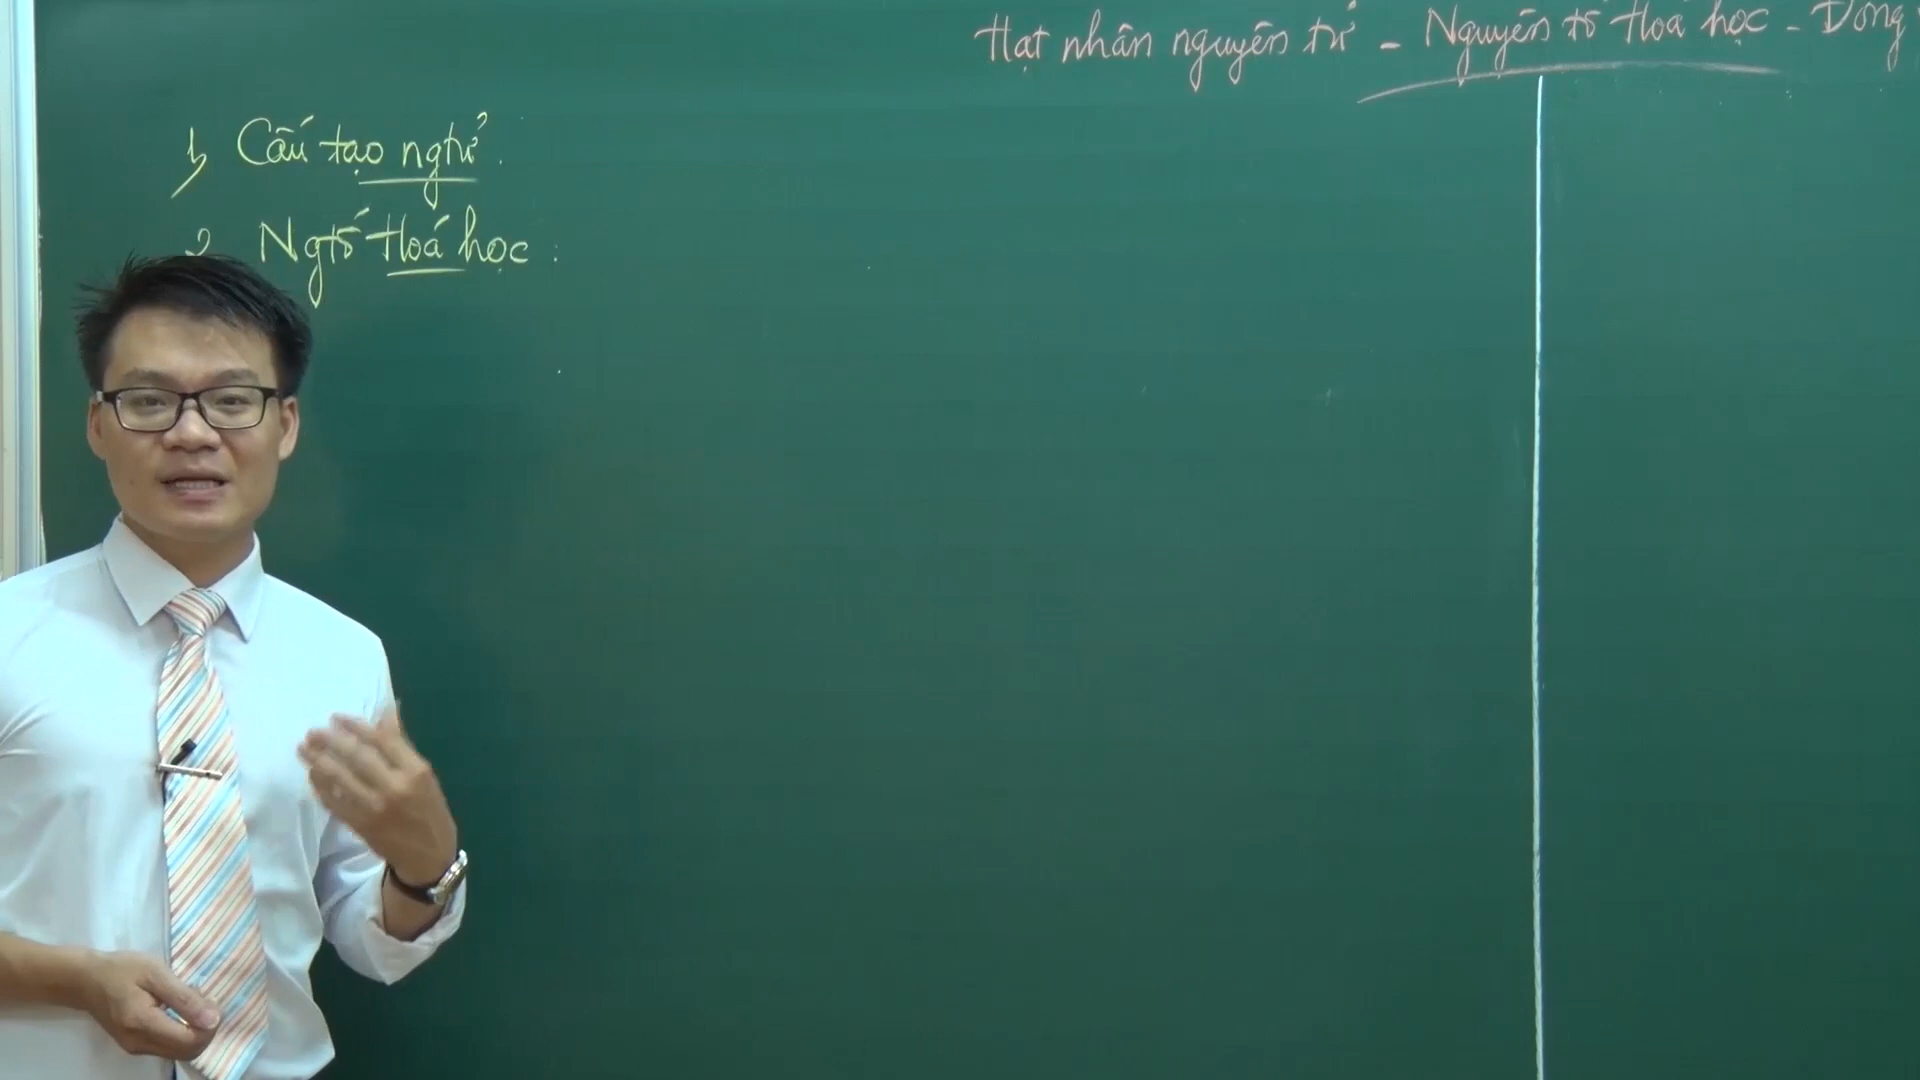 Hạt nhân nguyên tử - Nguyên tố Hoá học - Đồng
1, Cấu tạo ngtử.
2, Ngtố Hoá học: